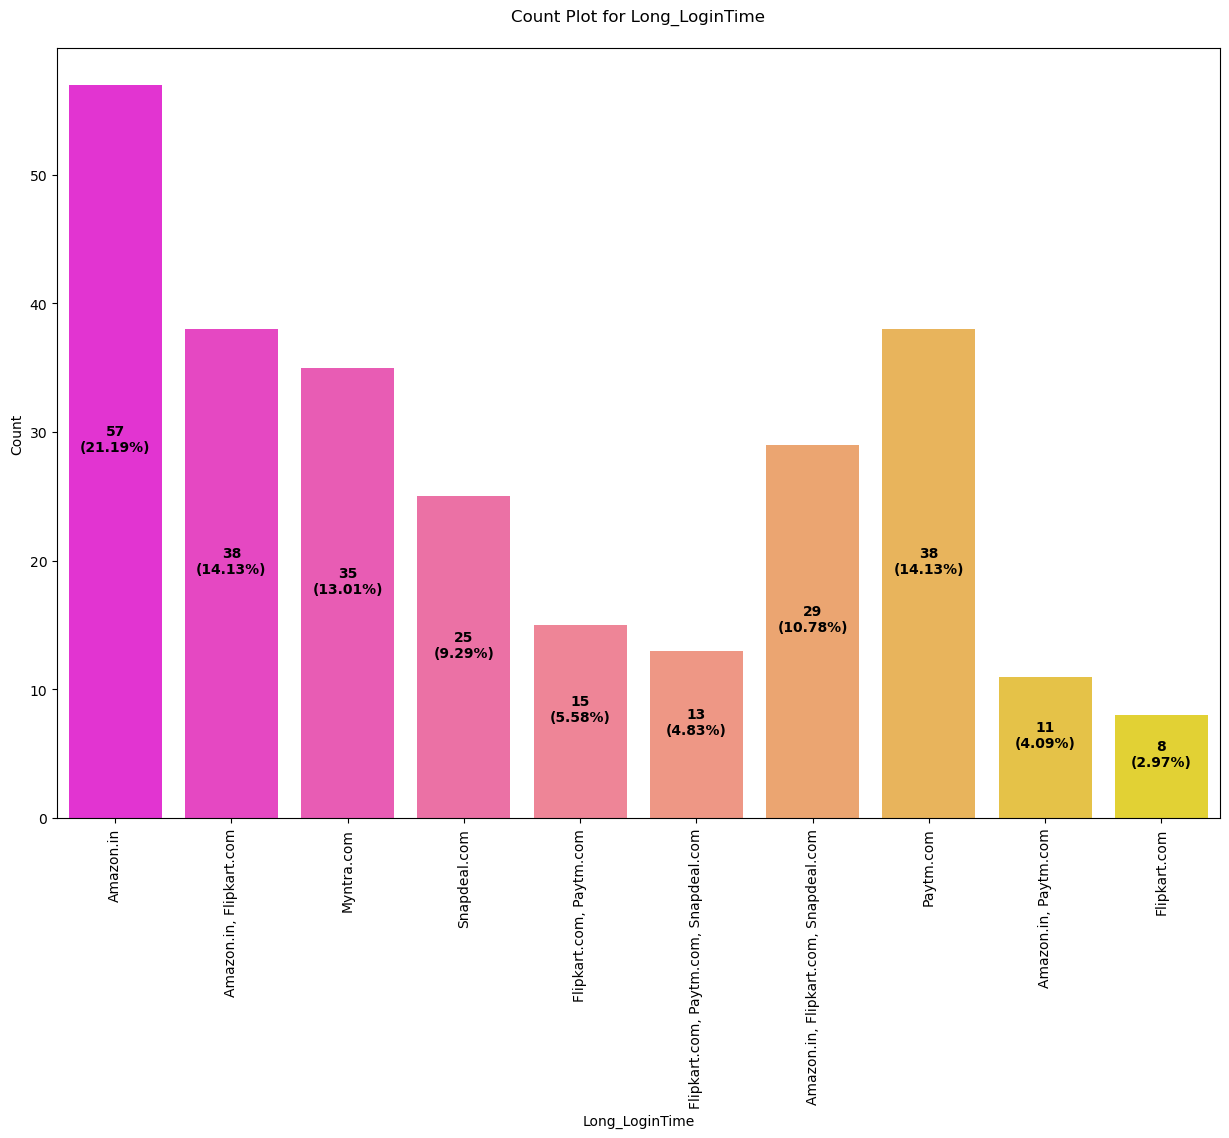 Count Plot for Long_LoginTime
Count
50
40
30
20
10
0
57
(21.19%)
38
(14.13%)
35
(13.01%)
25
(9.29%)
15
(5.58%)
13
(4.83%)
29
(10.78%)
38
(14.13%)
11
(4.09%)
8
(2.97%)
Amazon.in
Amazon.in, Flipkart.com
Myntra.com
Snapdeal.com
Flipkart.com, Paytm.com
Flipkart.com, Paytm.com, Snapdeal.com
Amazon.in, Flipkart.com, Snapdeal.com
Paytm.com
Amazon.in, Paytm.com
Flipkart.com
Long_LoginTime